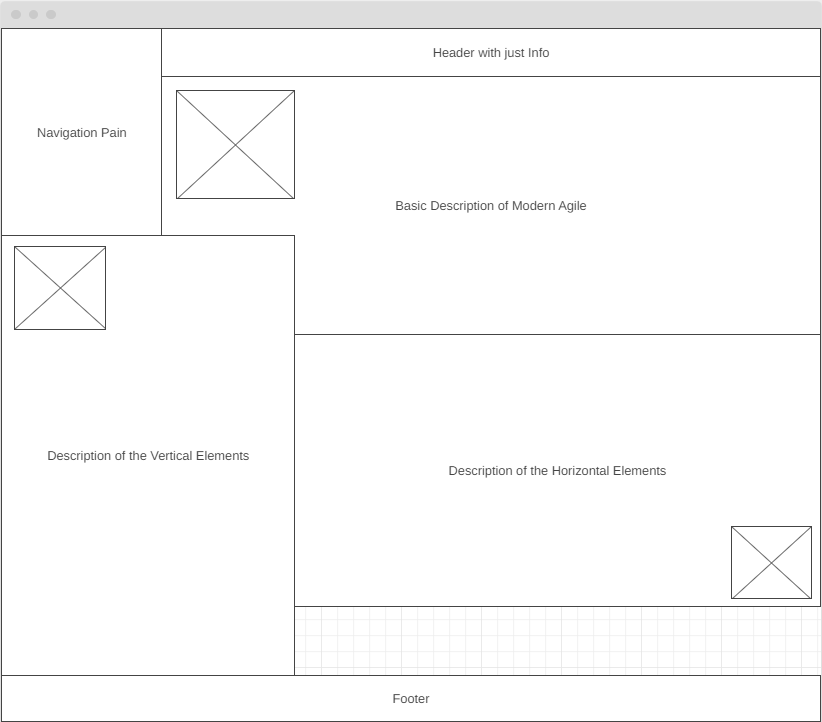 Header with just Info
Navigation Pain
Basic Description of Modern Agile
Description of the Vertical Elements
Description of the Horizontal Elements
Footer